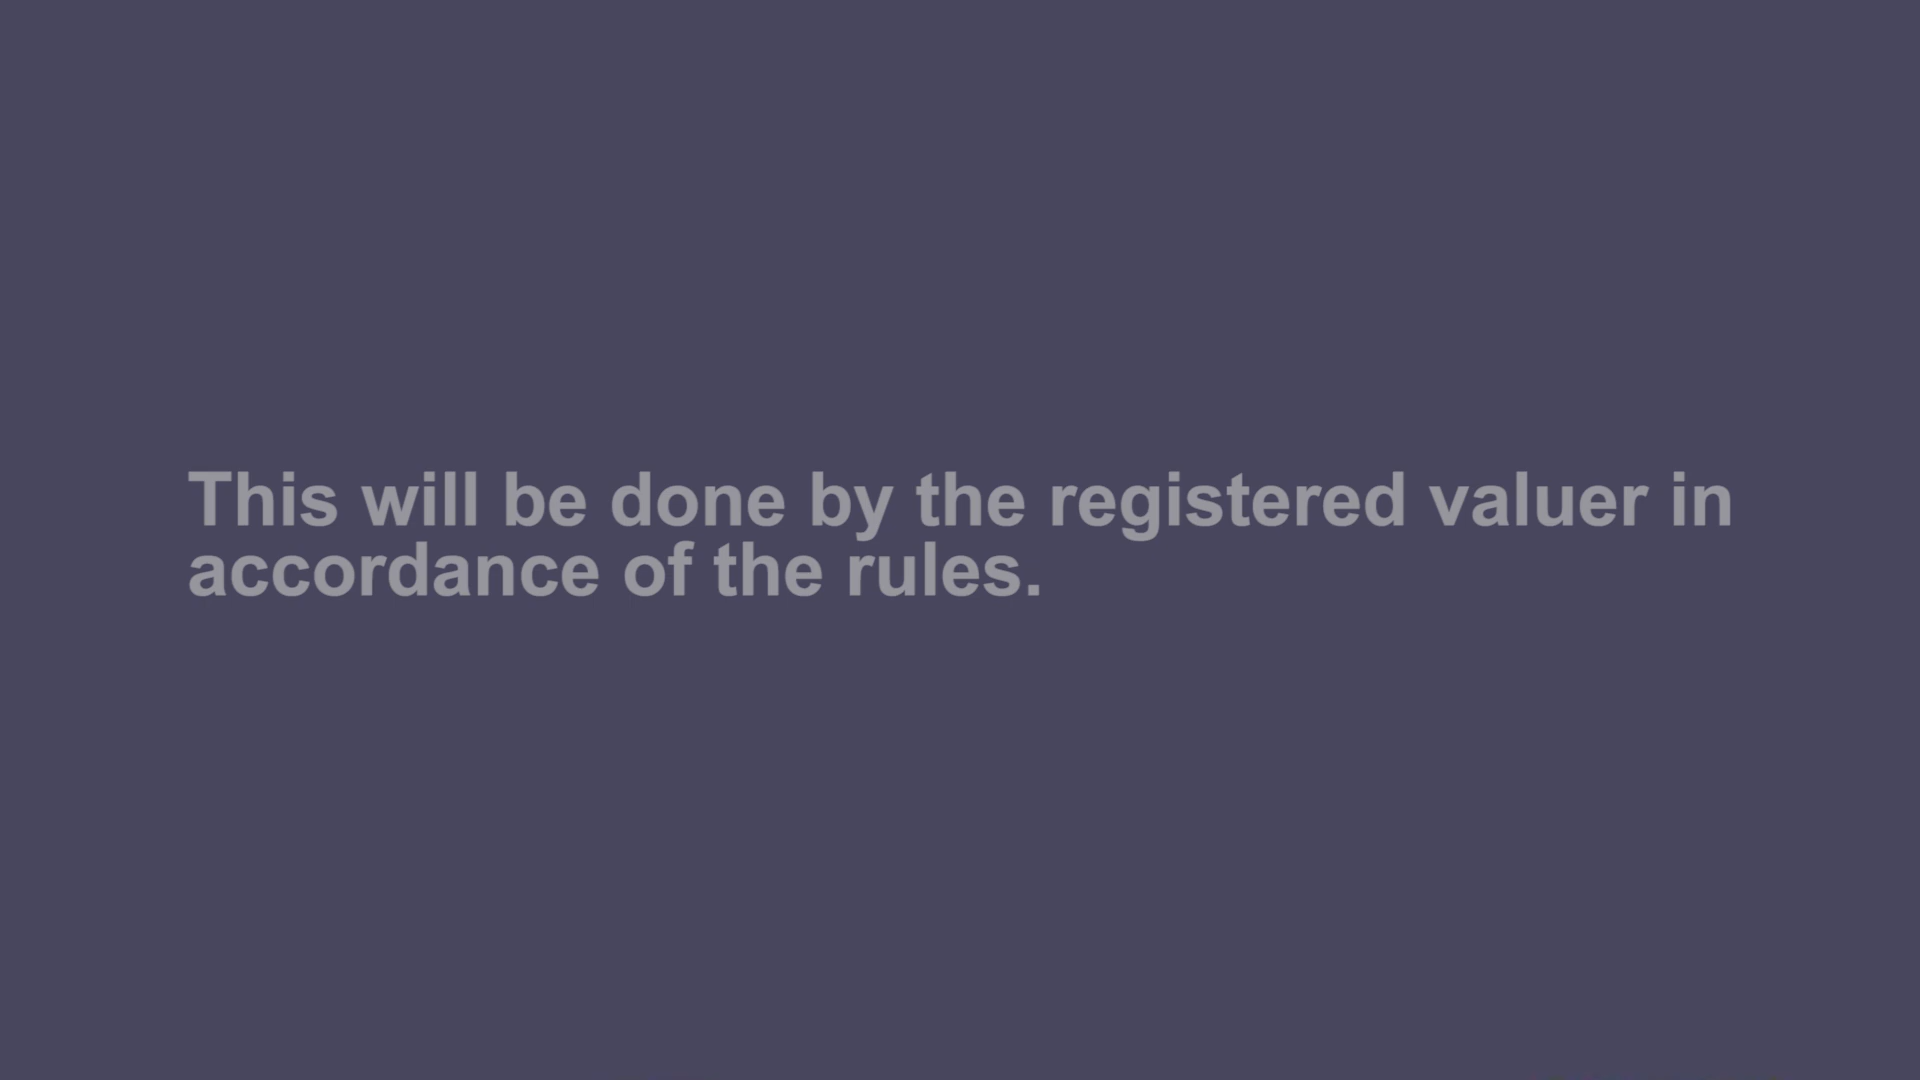 This will be done by the registered valuer in
accordance of the rules.